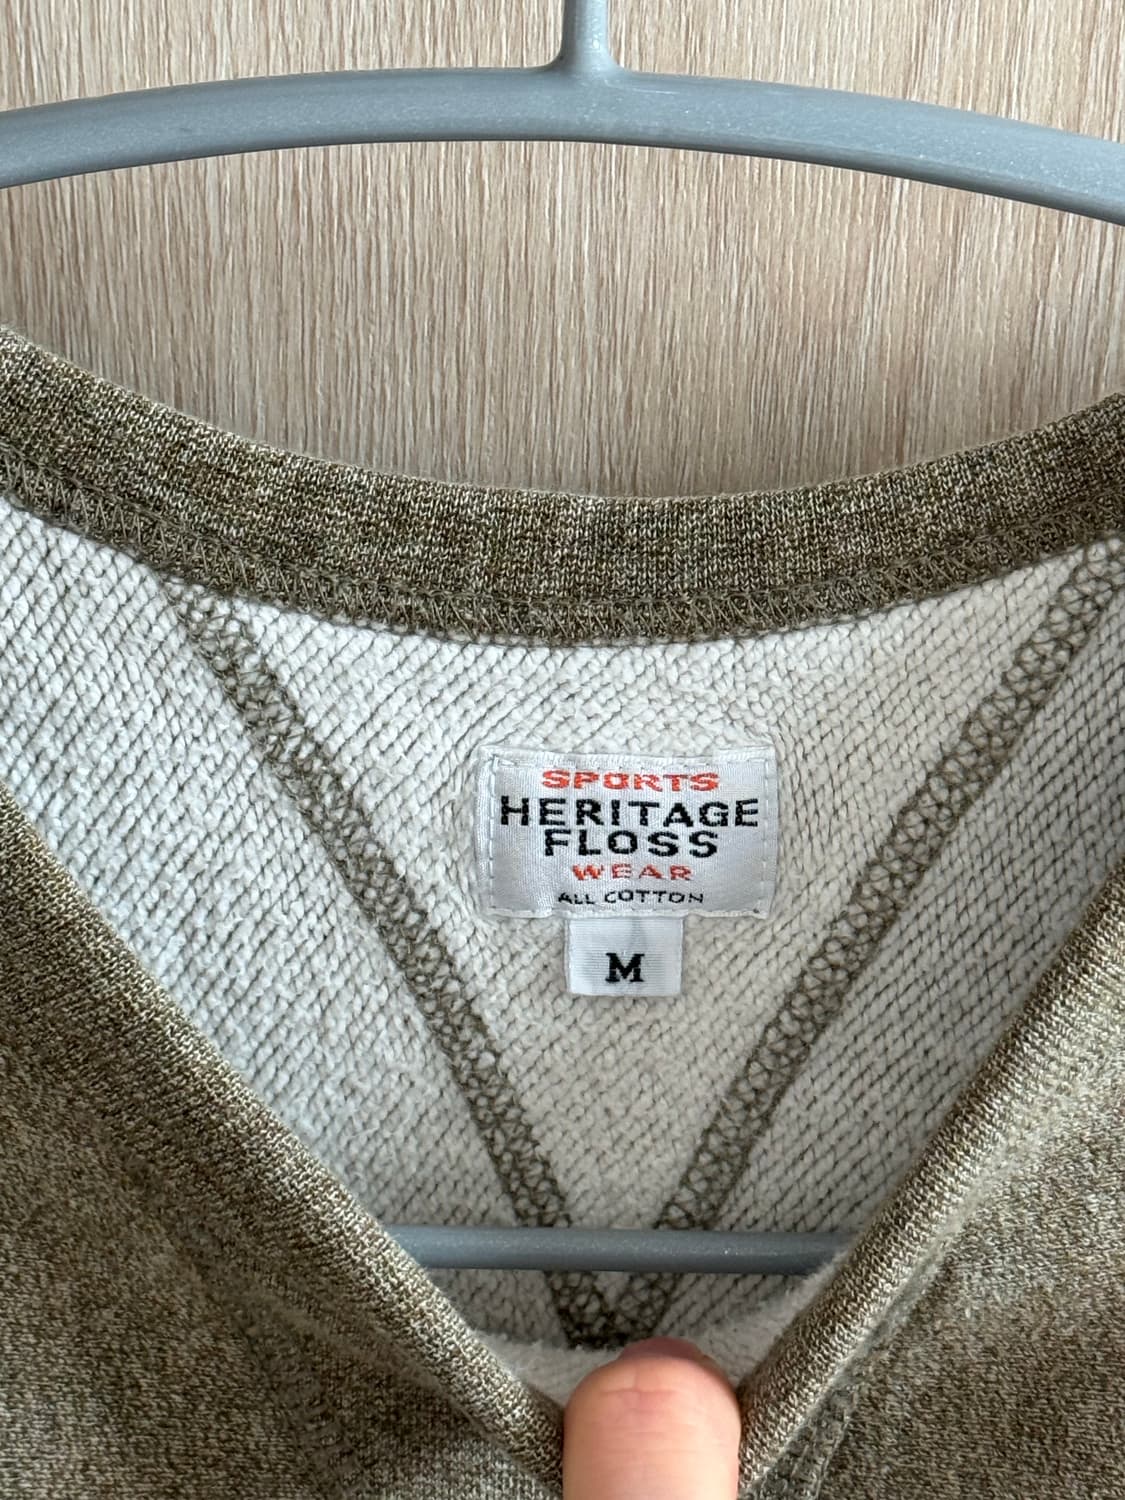 SPORTS
HERITAGE
FLOSS
WEAR
ALL COTTON
M